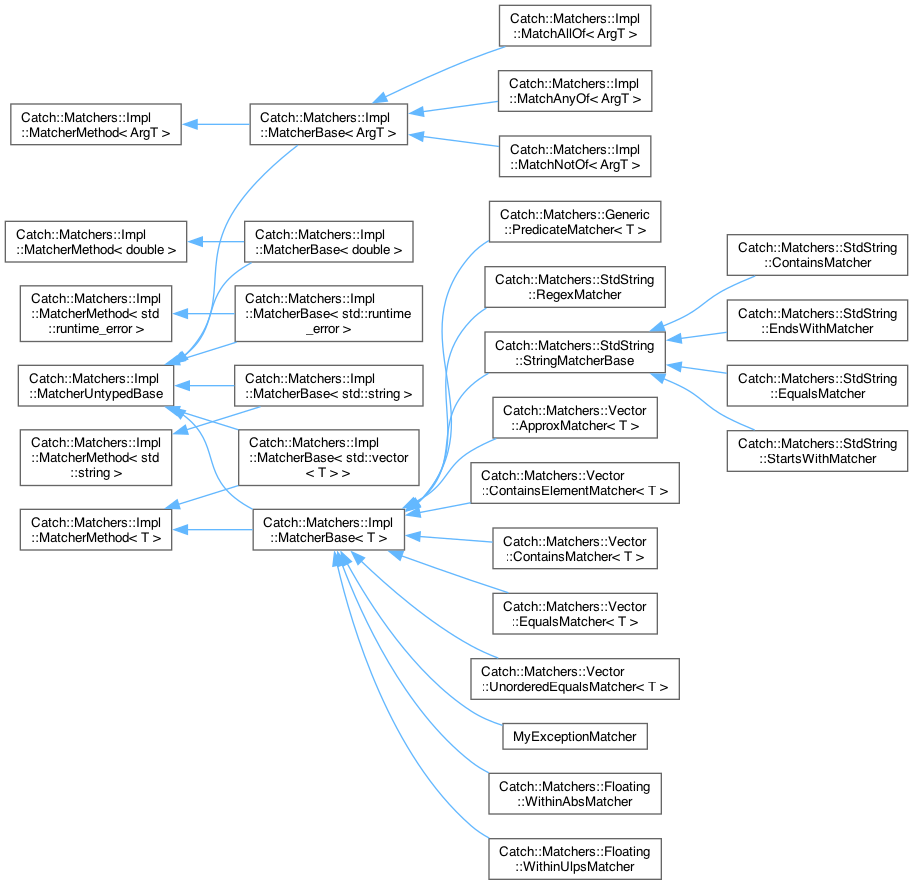 Catch::Matchers::Impl
::MatcherMethod< ArgT >
Catch::Matchers::Impl
::MatcherMethod< double >
Catch::Matchers::Impl
::MatcherMethod< std
::runtime_error >
Catch::Matchers::Impl
::MatcherUntypedBase
Catch::Matchers::Impl
::MatcherMethod< std
::string >
Catch::Matchers::Impl
::MatcherMethod< T >
Catch::Matchers::Impl
::MatcherBase< ArgT >
Catch::Matchers::Impl
::MatcherBase< double >
Catch::Matchers::Impl
::MatcherBase< std::runtime
_error >
Catch::Matchers::Impl
::MatcherBase< std::string >
Catch::Matchers::Impl
::MatcherBase< std::vector
< T > >
Catch::Matchers::Impl
::MatcherBase< T >
Catch::Matchers::Impl
::MatchAllOf< ArgT >
Catch::Matchers::Impl
::MatchAnyOf< ArgT >
Catch::Matchers::Impl
::MatchNotOf< ArgT >
Catch::Matchers::Generic
::PredicateMatcher< T >
Catch::Matchers::StdString
::RegexMatcher
Catch::Matchers::StdString
::StringMatcherBase
Catch::Matchers::Vector
::ApproxMatcher< T >
Catch::Matchers::Vector
::ContainsElementMatcher< T >
Catch::Matchers::Vector
::ContainsMatcher< T >
Catch::Matchers::Vector
::EqualsMatcher< T >
Catch::Matchers::Vector
::UnorderedEqualsMatcher< T >
MyExceptionMatcher
Catch::Matchers::Floating
::WithinAbsMatcher
Catch::Matchers::Floating
::WithinUlpsMatcher
Catch::Matchers::StdString
::ContainsMatcher
Catch::Matchers::StdString
::EndsWithMatcher
Catch::Matchers::StdString
::EqualsMatcher
Catch::Matchers::StdString
::StartsWithMatcher